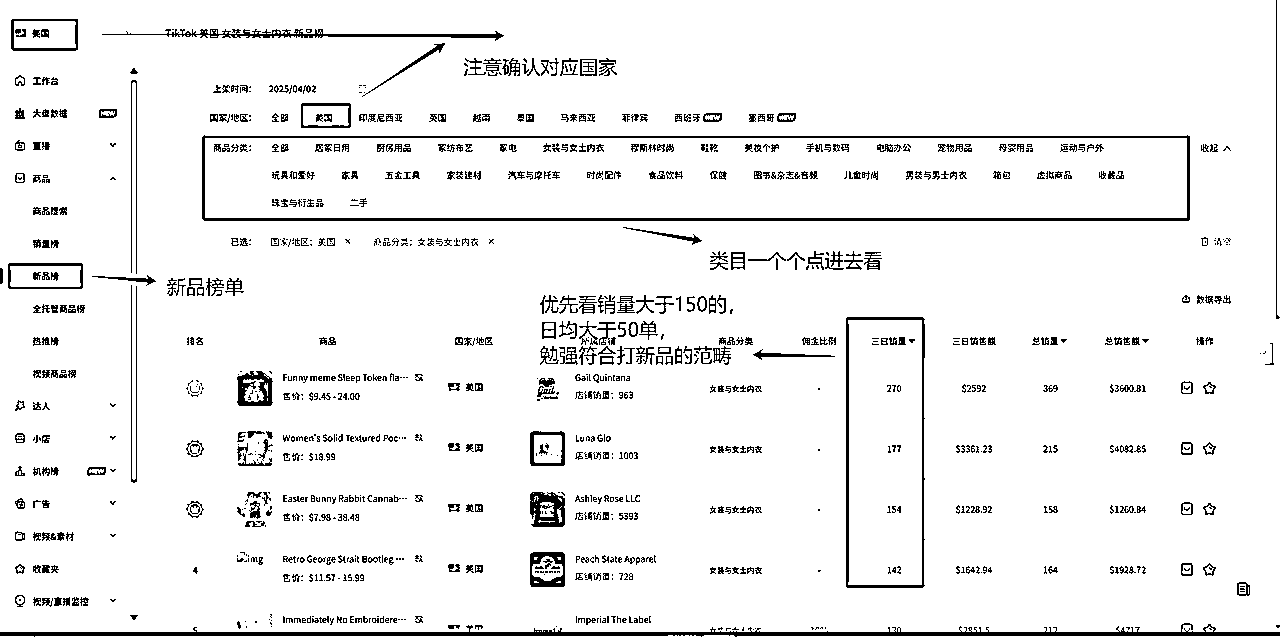 美国
TikTok 美国 女装与女士内衣 新品榜
注意确认对应国家
工作台
大盘数据 NEW
直播
商品
商品搜索
销量榜
新品榜
全托管商品榜
热推榜
视频商品榜
达人
小店
机构榜 NEW
广告
视频&素材
收藏夹
视频/直播监控
上架时间： 2025/04/02
国家/地区： 全部 美国 印度尼西亚 英国 越南 泰国 马来西亚 菲律宾 西班牙 NEW 墨西哥 NEW
商品分类： 全部 居家日用 厨房用品 家纺布艺 家电 女装与女士内衣 穆斯林时尚 鞋靴 美妆个护 手机与数码 电脑办公 宠物用品 母婴用品 运动与户外 收起
玩具和爱好 家具 五金工具 家装建材 汽车与摩托车 时尚配件 食品饮料 保健 图书&杂志&音频 儿童时尚 男装与男士内衣 箱包 虚拟商品 收藏品
珠宝与衍生品 二手
已选： 国家/地区：美国 × 商品分类：女装与女士内衣 × 清空
类目一个个点进去看
新品榜单
优先看销量大于150的，
日均大于50单，
勉强符合打新品的范畴
数据导出
排名 商品 国家/地区 所属店铺 商品分类 佣金比例 三日销量 三日销售额 总销量 总销售额 操作
Funny meme Sleep Token fla···
售价：$9.45 - 24.00
美国
Gail Quintana
店铺销量：963
女装与女士内衣 - 270 $2592 369 $3600.81
Women's Solid Textured Poc···
售价：$18.99
美国
Luna Glo
店铺销量：1003
女装与女士内衣 - 177 $3361.23 215 $4082.85
Easter Bunny Rabbit Cannab···
售价：$7.98 - 38.48
美国
Ashley Rose LLC
店铺销量：5393
女装与女士内衣 - 154 $1228.92 158 $1260.84
4
img
Retro George Strait Bootleg ···
售价：$11.57 - 15.99
美国
Peach State Apparel
店铺销量：728
女装与女士内衣 - 142 $1642.94 164 $1928.72
5
Immediately No Embroidere···
美国
Imperial The Label
女装与女士内衣 130 $2851.5 212 $4717